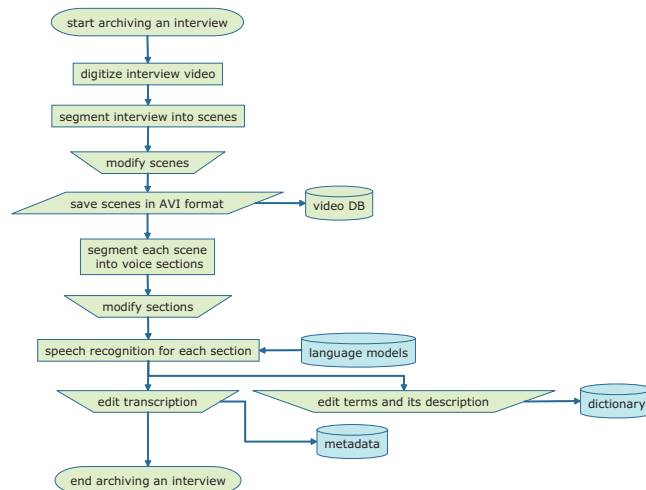 start archiving an interview
digitize interview video
segment interview into scenes
modify scenes
save scenes in AVI format
video DB
segment each scene
into voice sections
modify sections
speech recognition for each section
language models
edit transcription
edit terms and its description
dictionary
metadata
end archiving an interview